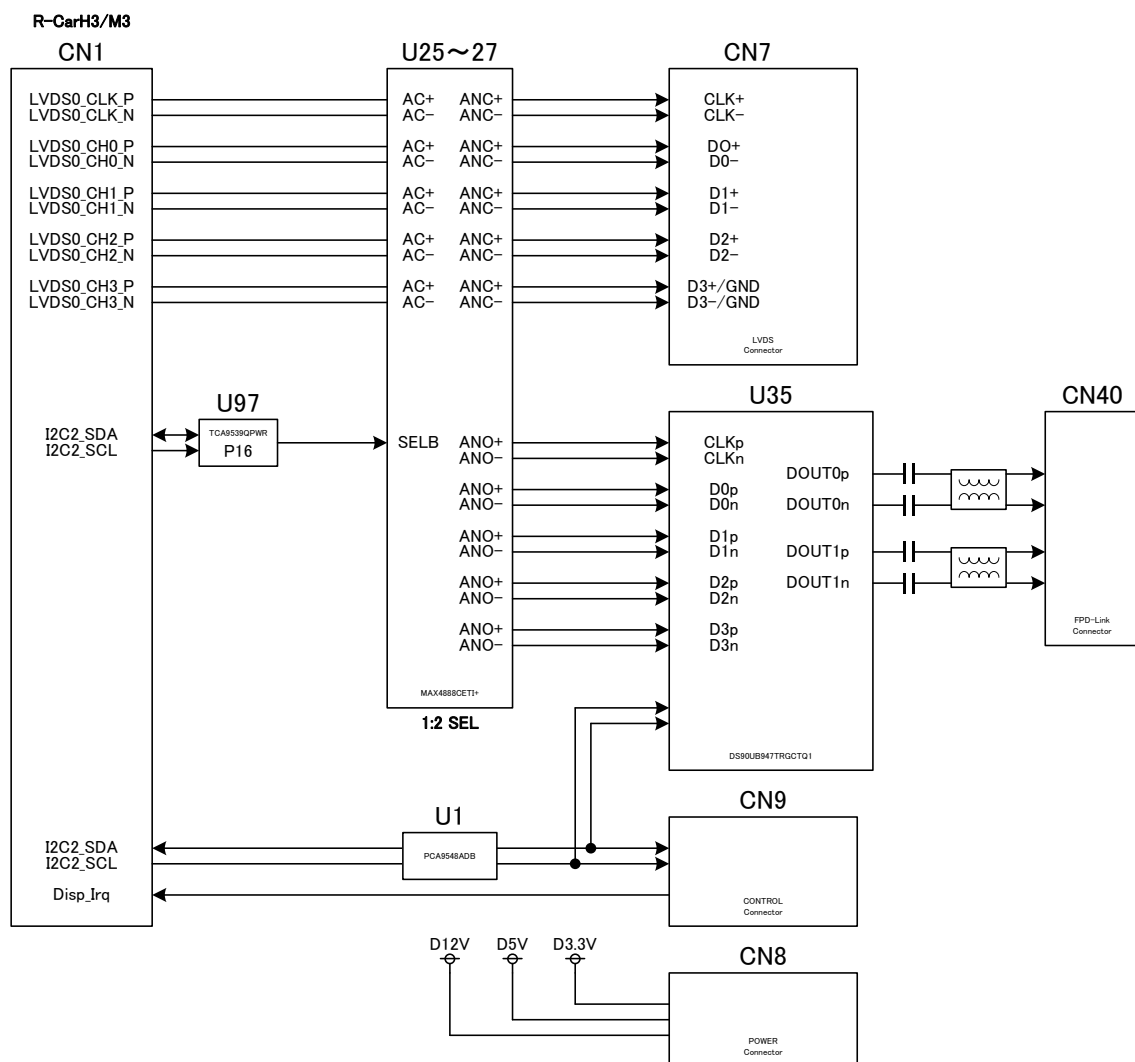 R-CarH3/M3
CN1
U25～27
CN7
LVDS0_CLK_P
LVDS0_CLK_N
LVDS0_CH0_P
LVDS0_CH0_N
LVDS0_CH1_P
LVDS0_CH1_N
LVDS0_CH2_P
LVDS0_CH2_N
LVDS0_CH3_P
LVDS0_CH3_N
AC+ ANC+
AC- ANC-
AC+ ANC+
AC- ANC-
AC+ ANC+
AC- ANC-
AC+ ANC+
AC- ANC-
AC+ ANC+
AC- ANC-
CLK+
CLK-
DO+
D0-
D1+
D1-
D2+
D2-
D3+/GND
D3-/GND
LVDS
Connector
U97
TCA9539QPWR
P16
I2C2_SDA
I2C2_SCL
SELB
ANO+
ANO-
ANO+
ANO-
ANO+
ANO-
ANO+
ANO-
ANO+
ANO-
MAX4888CETI+
1:2 SEL
U35
CLKp
CLKn
D0p
D0n
D1p
D1n
D2p
D2n
D3p
D3n
DOUT0p
DOUT0n
DOUT1p
DOUT1n
DS90UB947TRGCTQ1
CN40
FPD-Link
Connector
U1
PCA9548ADB
I2C2_SDA
I2C2_SCL
Disp_Irq
CN9
CONTROL
Connector
D12V
D5V
D3.3V
CN8
POWER
Connector